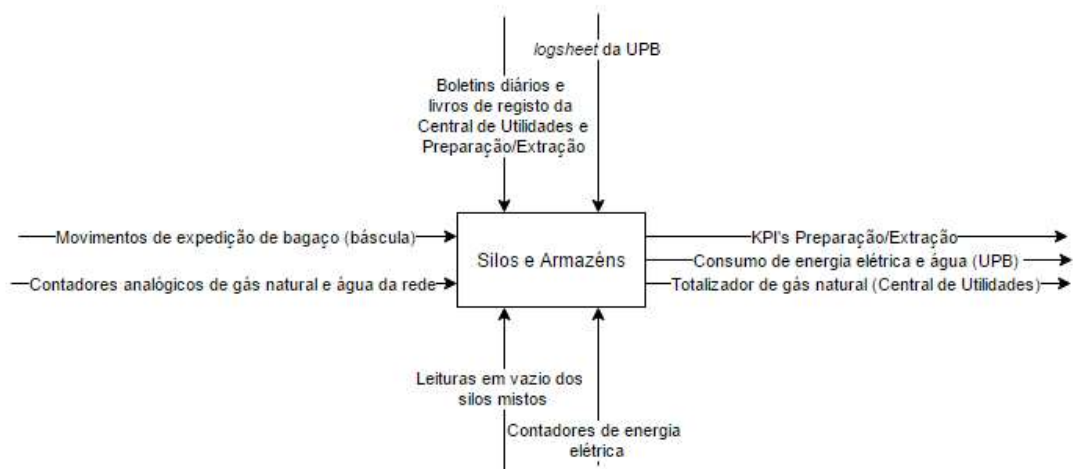 logsheet da UPB
Boletins diários e
livros de registo da
Central de Utilidades e
Preparação/Extração
Movimentos de expedição de bagaço (báscula)
Contadores analógicos de gás natural e água da rede
Silos e Armazéns
KPI's Preparação/Extração
Consumo de energia elétrica e água (UPB)
Totalizador de gás natural (Central de Utilidades)
Leituras em vazio dos
silos mistos
Contadores de energia
elétrica